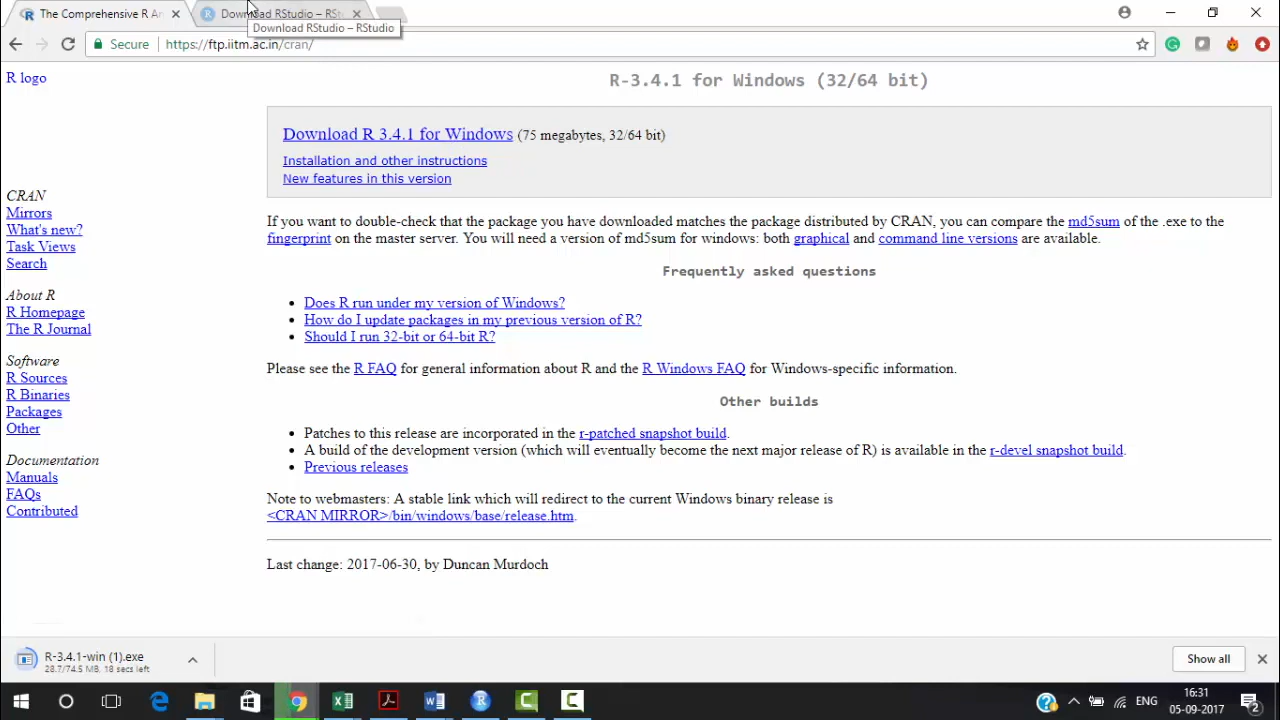 The Comprehensive R Ar
Download RStudio – RSt
Download RStudio – RStudio
Secure
https://ftp.iitm.ac.in/cran/
R logo
R-3.4.1 for Windows (32/64 bit)
Download R 3.4.1 for Windows (75 megabytes, 32/64 bit)
Installation and other instructions
New features in this version
CRAN
Mirrors
What's new?
Task Views
Search
About R
R Homepage
The R Journal
Software
R Sources
R Binaries
Packages
Other
Documentation
Manuals
FAQs
Contributed
If you want to double-check that the package you have downloaded matches the package distributed by CRAN, you can compare the md5sum of the .exe to the
fingerprint on the master server. You will need a version of md5sum for windows: both graphical and command line versions are available.
Frequently asked questions
• Does R run under my version of Windows?
• How do I update packages in my previous version of R?
• Should I run 32-bit or 64-bit R?
Please see the R FAQ for general information about R and the R Windows FAQ for Windows-specific information.
Other builds
• Patches to this release are incorporated in the r-patched snapshot build.
• A build of the development version (which will eventually become the next major release of R) is available in the r-devel snapshot build.
• Previous releases
Note to webmasters: A stable link which will redirect to the current Windows binary release is
<CRAN MIRROR>/bin/windows/base/release.htm.
Last change: 2017-06-30, by Duncan Murdoch
R-3.4.1-win (1).exe
28.7/74.5 MB, 18 secs left
Show all
ENG
16:31
05-09-2017
2